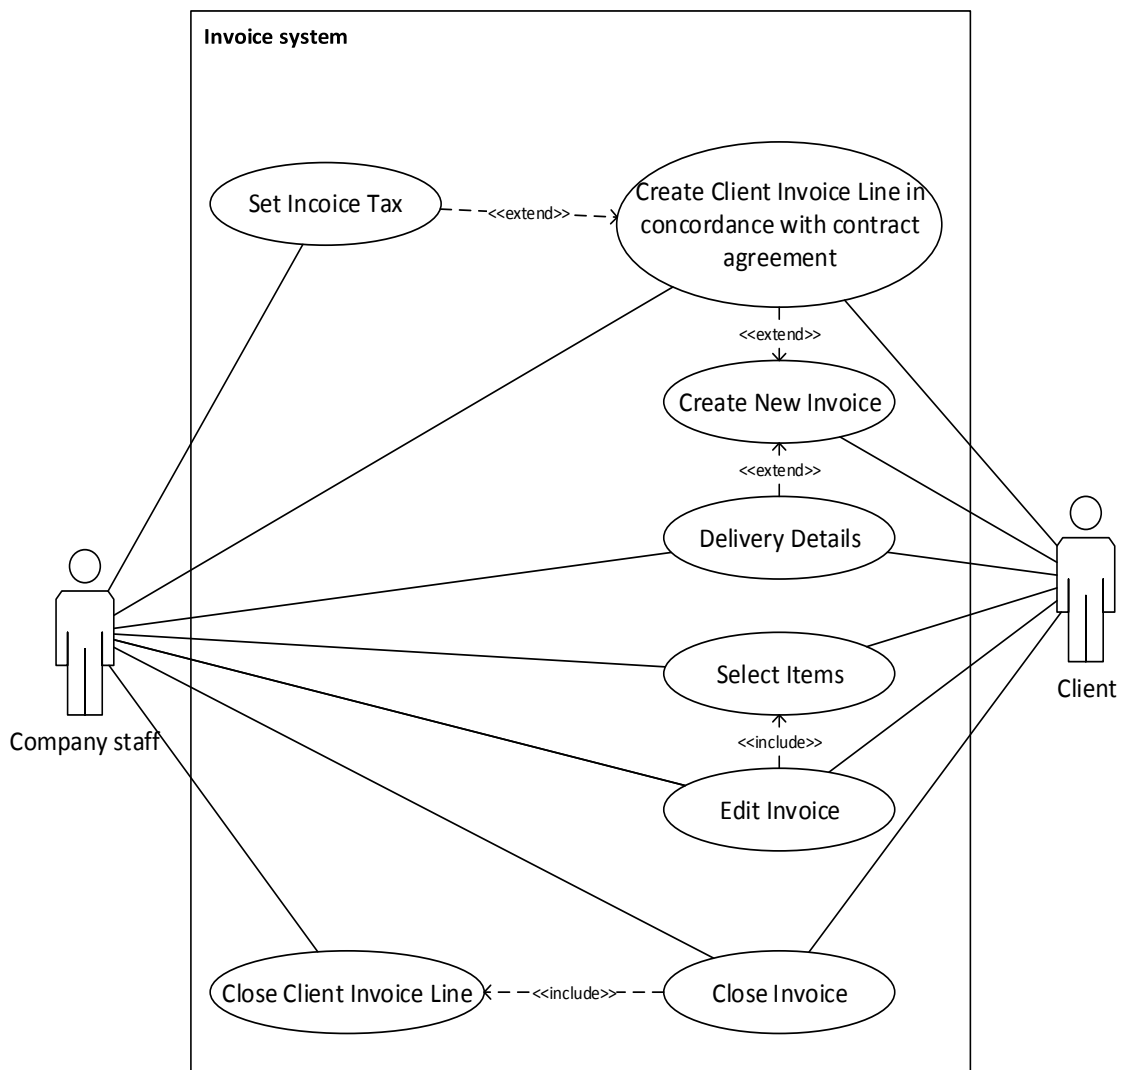 Invoice system
Set Incoice Tax
<<extend>>
Create Client Invoice Line in
concordance with contract
agreement
<<extend>>
Create New Invoice
<<extend>>
Delivery Details
Select Items
Client
Company staff
<<include>>
Edit Invoice
Close Client Invoice Line
<<include>>
Close Invoice